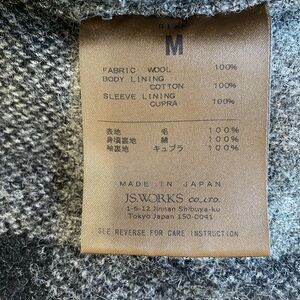 SIZE
M
FABRIC WOOL 100%
BODY LINING
COTTON 100%
SLEEVE LINING
CUPRA 100%
表地 毛 100%
身頃裏地 綿 100%
袖裏地 キュプラ 100%
MADE IN JAPAN
J.S.WORKS CO.,LTD.
1-6-12 Jinnan Shibuya-ku
Tokyo Japan 150-0041
SEE REVERSE FOR CARE INSTRUCTION